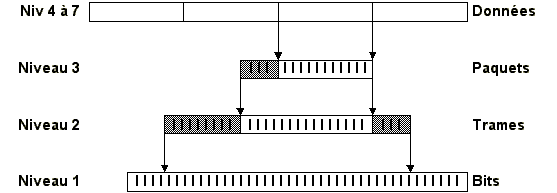 Niv 4 à 7 Données
Niveau 3 Paquets
Niveau 2 Trames
Niveau 1 Bits